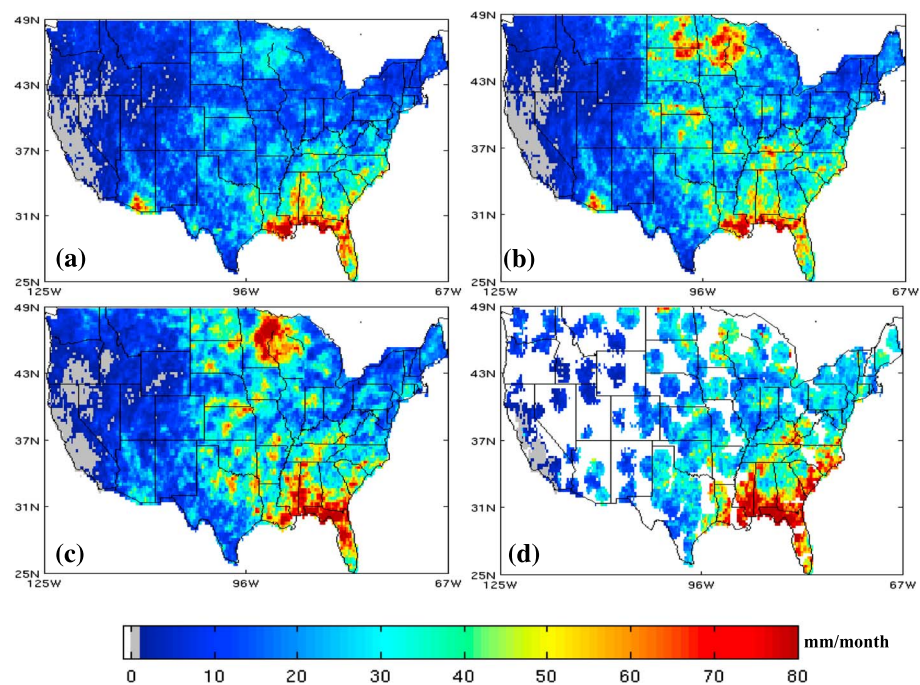 49N 49N
43N 43N
37N 37N
31N 31N
(a) (b)
25N 25N
125W 96W 67W 125W 96W 67W
49N 49N
43N 43N
37N 37N
31N 31N
(c) (d)
25N 25N
125W 96W 67W 125W 96W 67W
mm/month
0 10 20 30 40 50 60 70 80